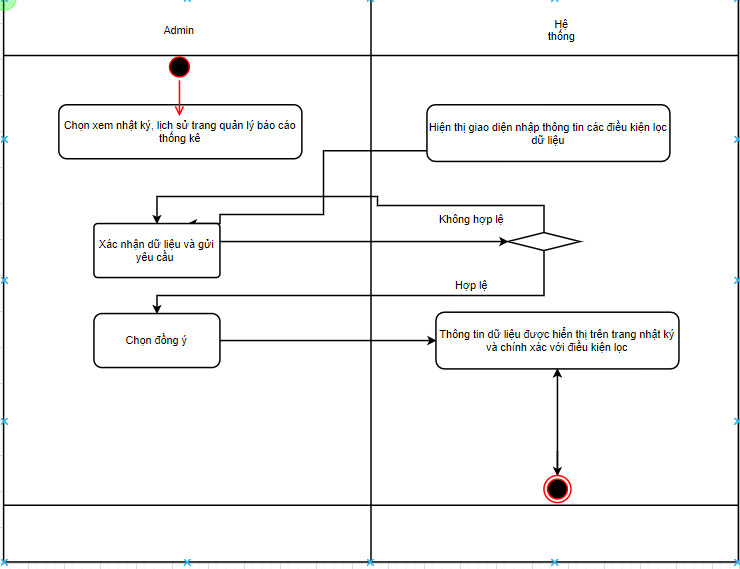 Admin
Hệ
thống
Chọn xem nhật ký, lịch sử trang quản lý báo cáo
thống kê
Hiện thị giao diện nhập thông tin các điều kiện lọc
dữ liệu
Không hợp lệ
Xác nhận dữ liệu và gửi
yêu cầu
Hợp lệ
Chọn đồng ý
Thông tin dữ liệu được hiển thị trên trang nhật ký
và chính xác với điều kiện lọc